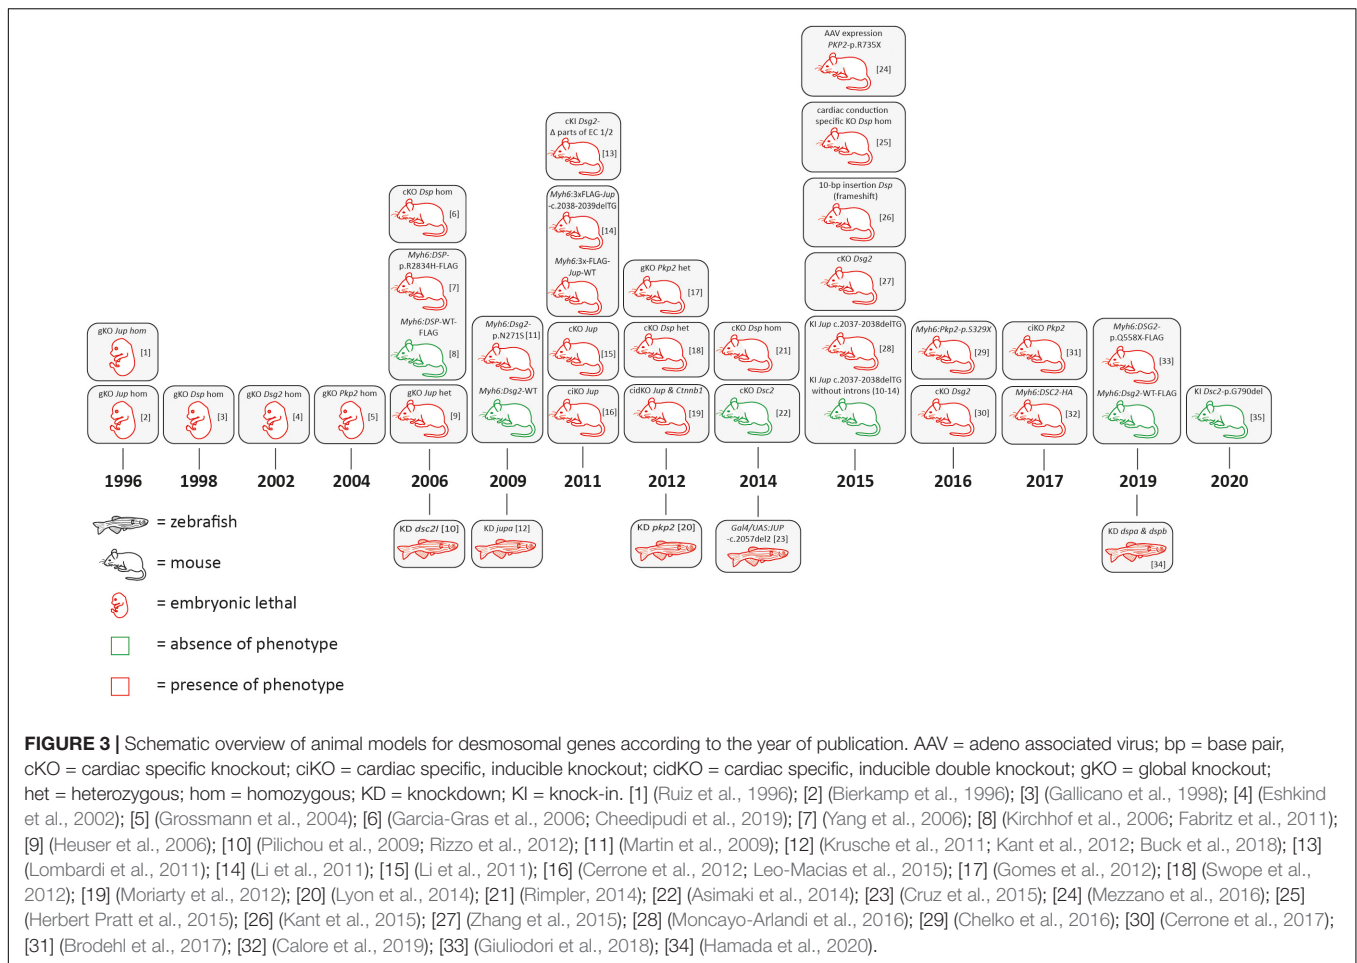 AAV expression
PKP2-p.R735X
[24]
cardiac conduction
specific KO Dsp hom
[25]
cKI Dsg2-
Δ parts of EC 1/2
[13]
10-bp insertion Dsp
(frameshift)
[26]
cKO Dsp hom
[6]
Myh6:3xFLAG-Jup
-c.2038-2039delTG
[14]
Myh6:3x-FLAG-
Jup-WT
Myh6:DSP-
p.R2834H-FLAG
[7]
Myh6:DSP-WT-
FLAG
[8]
gKO Pkp2 het
[17]
cKO Dsg2
[27]
gKO Jup hom
[1]
Myh6:Dsg2-
p.N271S [11]
Myh6:Dsg2-WT
cKO Jup
[15]
cKO Dsp het
[18]
cKO Dsp hom
[21]
KI Jup c.2037-2038delTG
[28]
KI Jup c.2037-2038delTG
without introns (10-14)
Myh6:Pkp2-p.S329X
[29]
ciKO Pkp2
[31]
Myh6:DSG2-
p.Q558X-FLAG
[33]
Myh6:Dsg2-WT-FLAG
gKO Jup hom
[2]
gKO Dsp hom
[3]
gKO Dsg2 hom
[4]
gKO Pkp2 hom
[5]
gKO Jup het
[9]
ciKO Jup
[16]
cidKO Jup & Ctnnb1
[19]
cKO Dsc2
[22]
cKO Dsg2
[30]
Myh6:DSC2-HA
[32]
KI Dsc2-p.G790del
[35]
1996 1998 2002 2004 2006 2009 2011 2012 2014 2015 2016 2017 2019 2020
KD dsc2l [10]
KD jupa [12]
KD pkp2 [20]
Gal4/UAS:JUP
-c.2057del2 [23]
KD dspa & dspb
[34]
= zebrafish
= mouse
= embryonic lethal
= absence of phenotype
= presence of phenotype
FIGURE 3 | Schematic overview of animal models for desmosomal genes according to the year of publication. AAV = adeno associated virus; bp = base pair,
cKO = cardiac specific knockout; ciKO = cardiac specific, inducible knockout; cidKO = cardiac specific, inducible double knockout; gKO = global knockout;
het = heterozygous; hom = homozygous; KD = knockdown; KI = knock-in. [1] (Ruiz et al., 1996); [2] (Bierkamp et al., 1996); [3] (Gallicano et al., 1998); [4] (Eshkind
et al., 2002); [5] (Grossmann et al., 2004); [6] (Garcia-Gras et al., 2006; Cheedipudi et al., 2019); [7] (Yang et al., 2006); [8] (Kirchhof et al., 2006; Fabritz et al., 2011);
[9] (Heuser et al., 2006); [10] (Pilichou et al., 2009; Rizzo et al., 2012); [11] (Martin et al., 2009); [12] (Krusche et al., 2011; Kant et al., 2012; Buck et al., 2018); [13]
(Lombardi et al., 2011); [14] (Li et al., 2011); [15] (Li et al., 2011); [16] (Cerrone et al., 2012; Leo-Macias et al., 2015); [17] (Gomes et al., 2012); [18] (Swope et al.,
2012); [19] (Moriarty et al., 2012); [20] (Lyon et al., 2014); [21] (Rimpler, 2014); [22] (Asimaki et al., 2014); [23] (Cruz et al., 2015); [24] (Mezzano et al., 2016); [25]
(Herbert Pratt et al., 2015); [26] (Kant et al., 2015); [27] (Zhang et al., 2015); [28] (Moncayo-Arlandi et al., 2016); [29] (Chelko et al., 2016); [30] (Cerrone et al., 2017);
[31] (Brodehl et al., 2017); [32] (Calore et al., 2019); [33] (Giuliodori et al., 2018); [34] (Hamada et al., 2020).